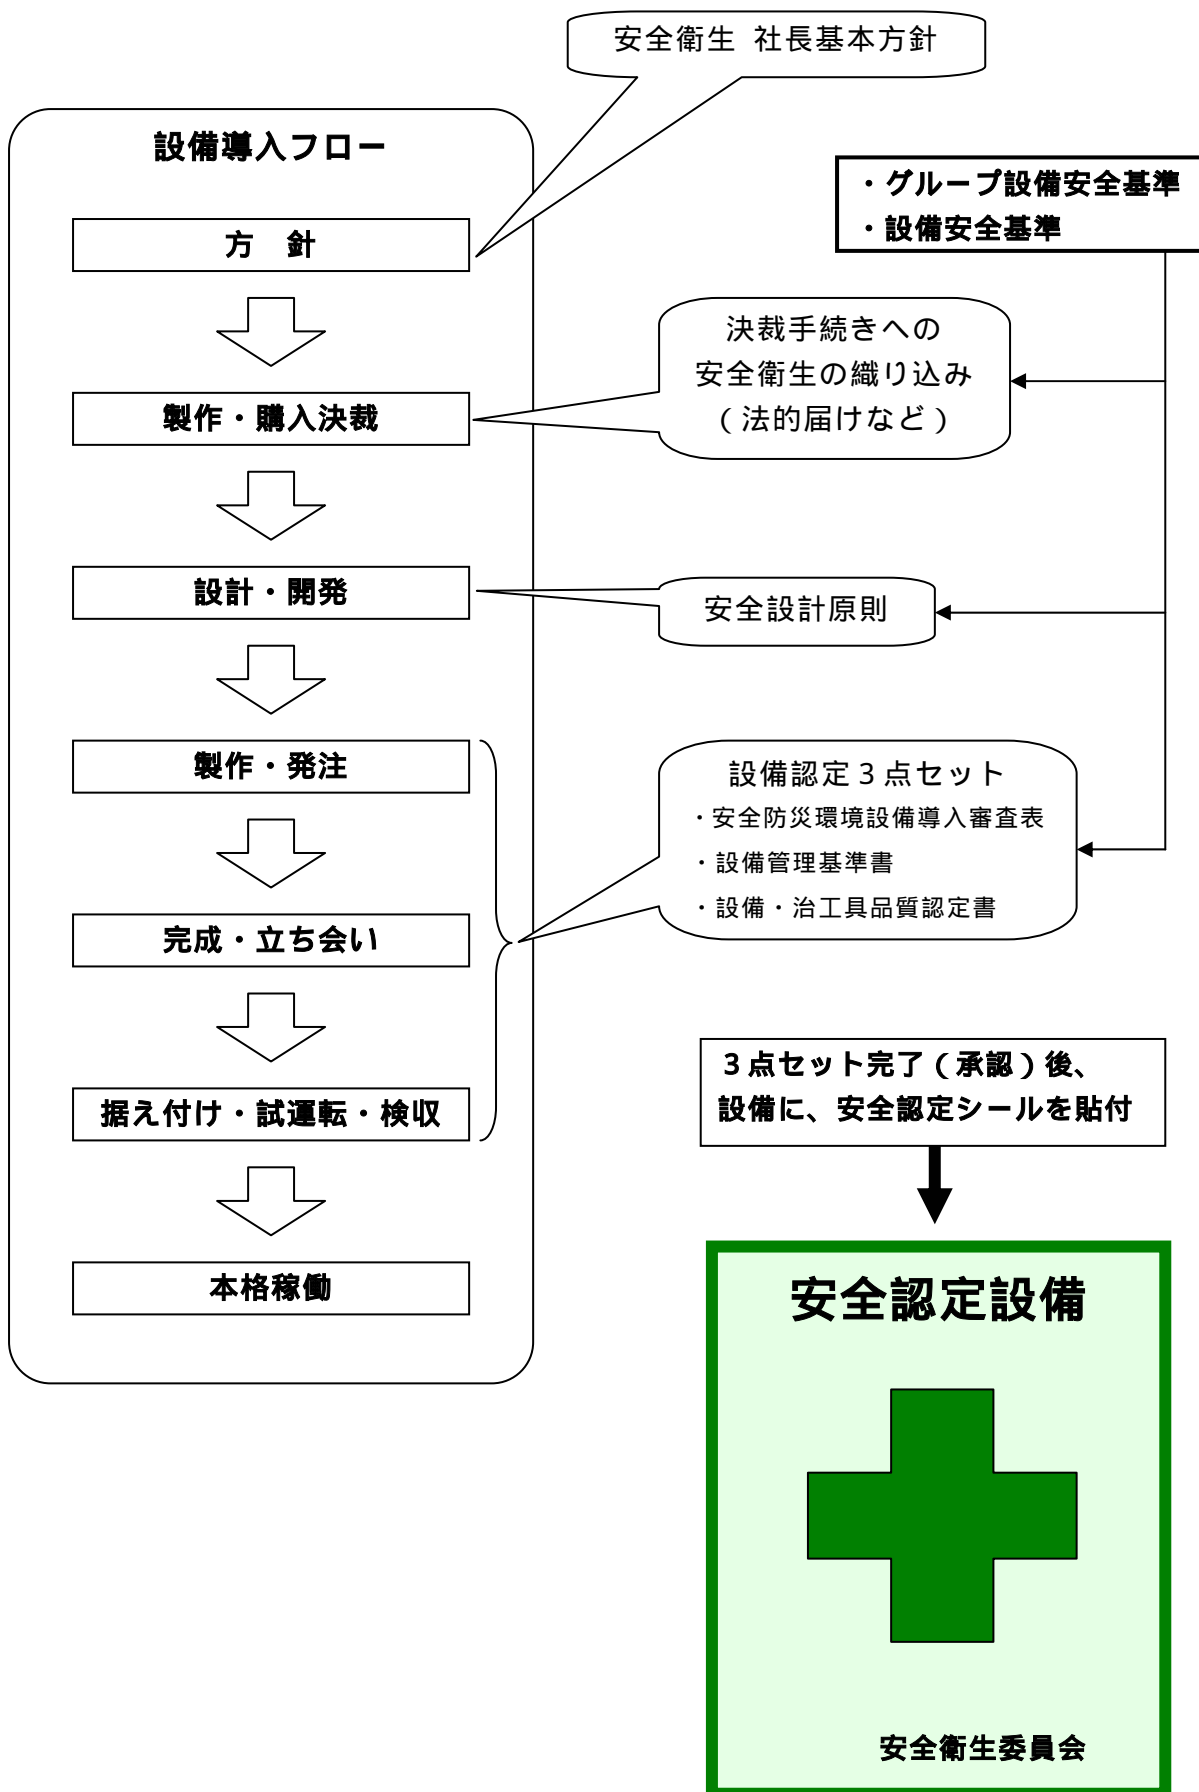 安全衛生 社長基本方針
設備導入フロー
・グループ設備安全基準
・設備安全基準
方　針
決裁手続きへの
安全衛生の織り込み
（法的届けなど）
製作・購入決裁
設計・開発
安全設計原則
製作・発注
設備認定３点セット
・安全防災環境設備導入審査表
・設備管理基準書
・設備・治工具品質認定書
完成・立ち会い
据え付け・試運転・検収
３点セット完了（承認）後、
設備に、安全認定シールを貼付
本格稼働
安全認定設備
安全衛生委員会